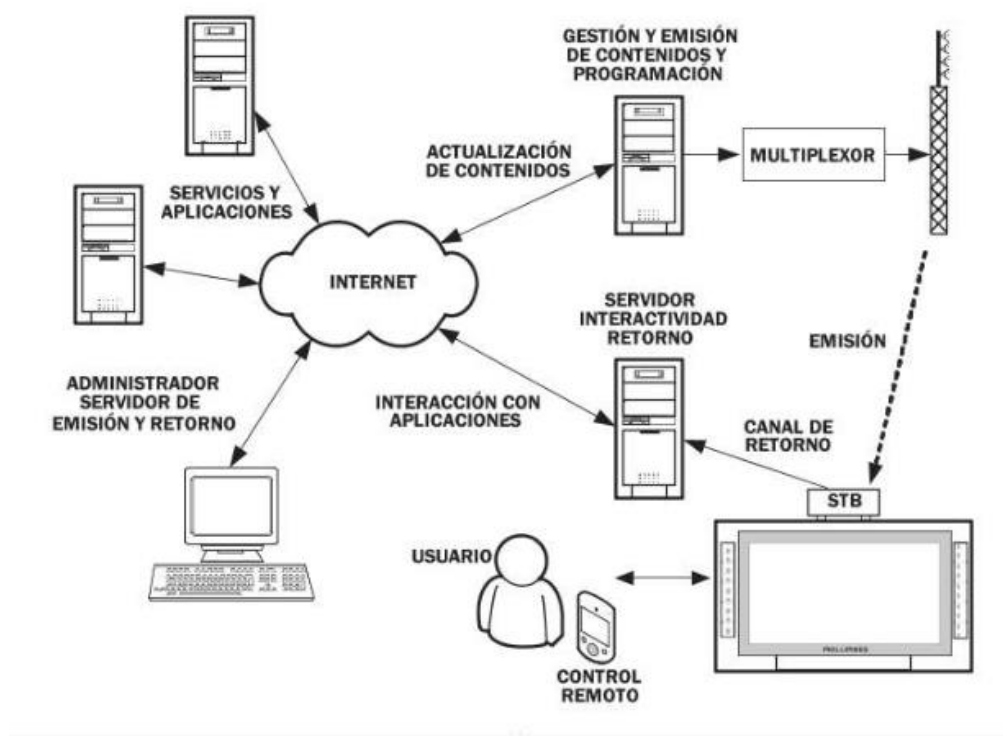 GESTIÓN Y EMISIÓN
DE CONTENIDOS Y
PROGRAMACIÓN
MULTIPLEXOR
ACTUALIZACIÓN
DE CONTENIDOS
SERVICIOS Y
APLICACIONES
INTERNET
SERVIDOR
INTERACTIVIDAD
RETORNO
EMISIÓN
ADMINISTRADOR
SERVIDOR DE
EMISIÓN Y RETORNO
INTERACCIÓN CON
APLICACIONES
CANAL DE
RETORNO
STB
USUARIO
CONTROL
REMOTO